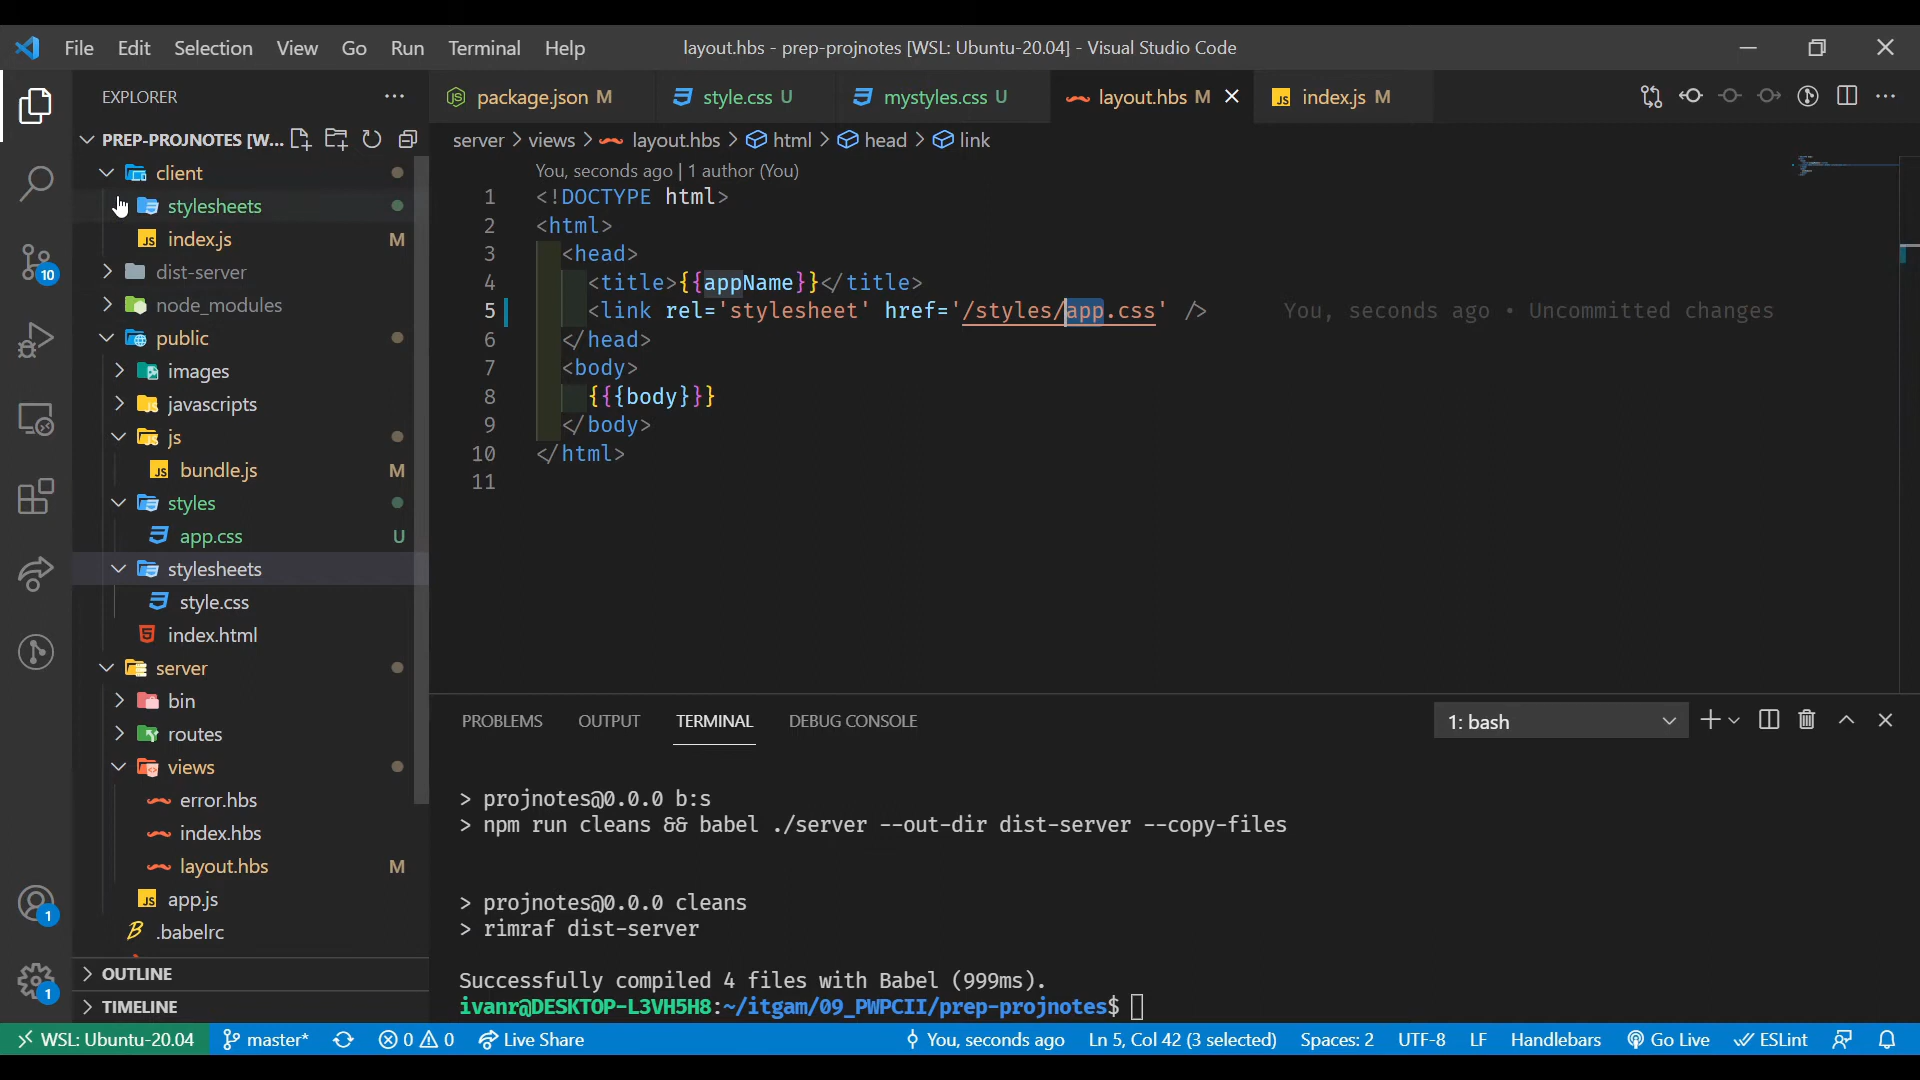 File Edit Selection View Go Run Terminal Help
layout.hbs - prep-projnotes [WSL: Ubuntu-20.04] - Visual Studio Code
EXPLORER
PREP-PROJNOTES [W...
client
stylesheets
index.js M
dist-server
node_modules
public
images
javascripts
js
bundle.js M
styles
app.css U
stylesheets
style.css
index.html
server
bin
routes
views
error.hbs
index.hbs
layout.hbs M
app.js
.babelrc
OUTLINE
TIMELINE
10
1
1
package.json M style.css U mystyles.css U layout.hbs M index.js M
server > views > layout.hbs > html > head > link
You, seconds ago | 1 author (You)
1 <!DOCTYPE html>
2 <html>
3 <head>
4 <title>{{appName}}</title>
5 <link rel='stylesheet' href='/styles/app.css' /> You, seconds ago • Uncommitted changes
6 </head>
7 <body>
8 {{{body}}}
9 </body>
10 </html>
11
PROBLEMS OUTPUT TERMINAL DEBUG CONSOLE
1: bash
> projnotes@0.0.0 b:s
> npm run cleans && babel ./server --out-dir dist-server --copy-files
> projnotes@0.0.0 cleans
> rimraf dist-server
Successfully compiled 4 files with Babel (999ms).
ivanr@DESKTOP-L3VH5H8:~/itgam/09_PWPCII/prep-projnotes$
WSL: Ubuntu-20.04 master* 0 0 Live Share
You, seconds ago Ln 5, Col 42 (3 selected) Spaces: 2 UTF-8 LF Handlebars Go Live ESLint